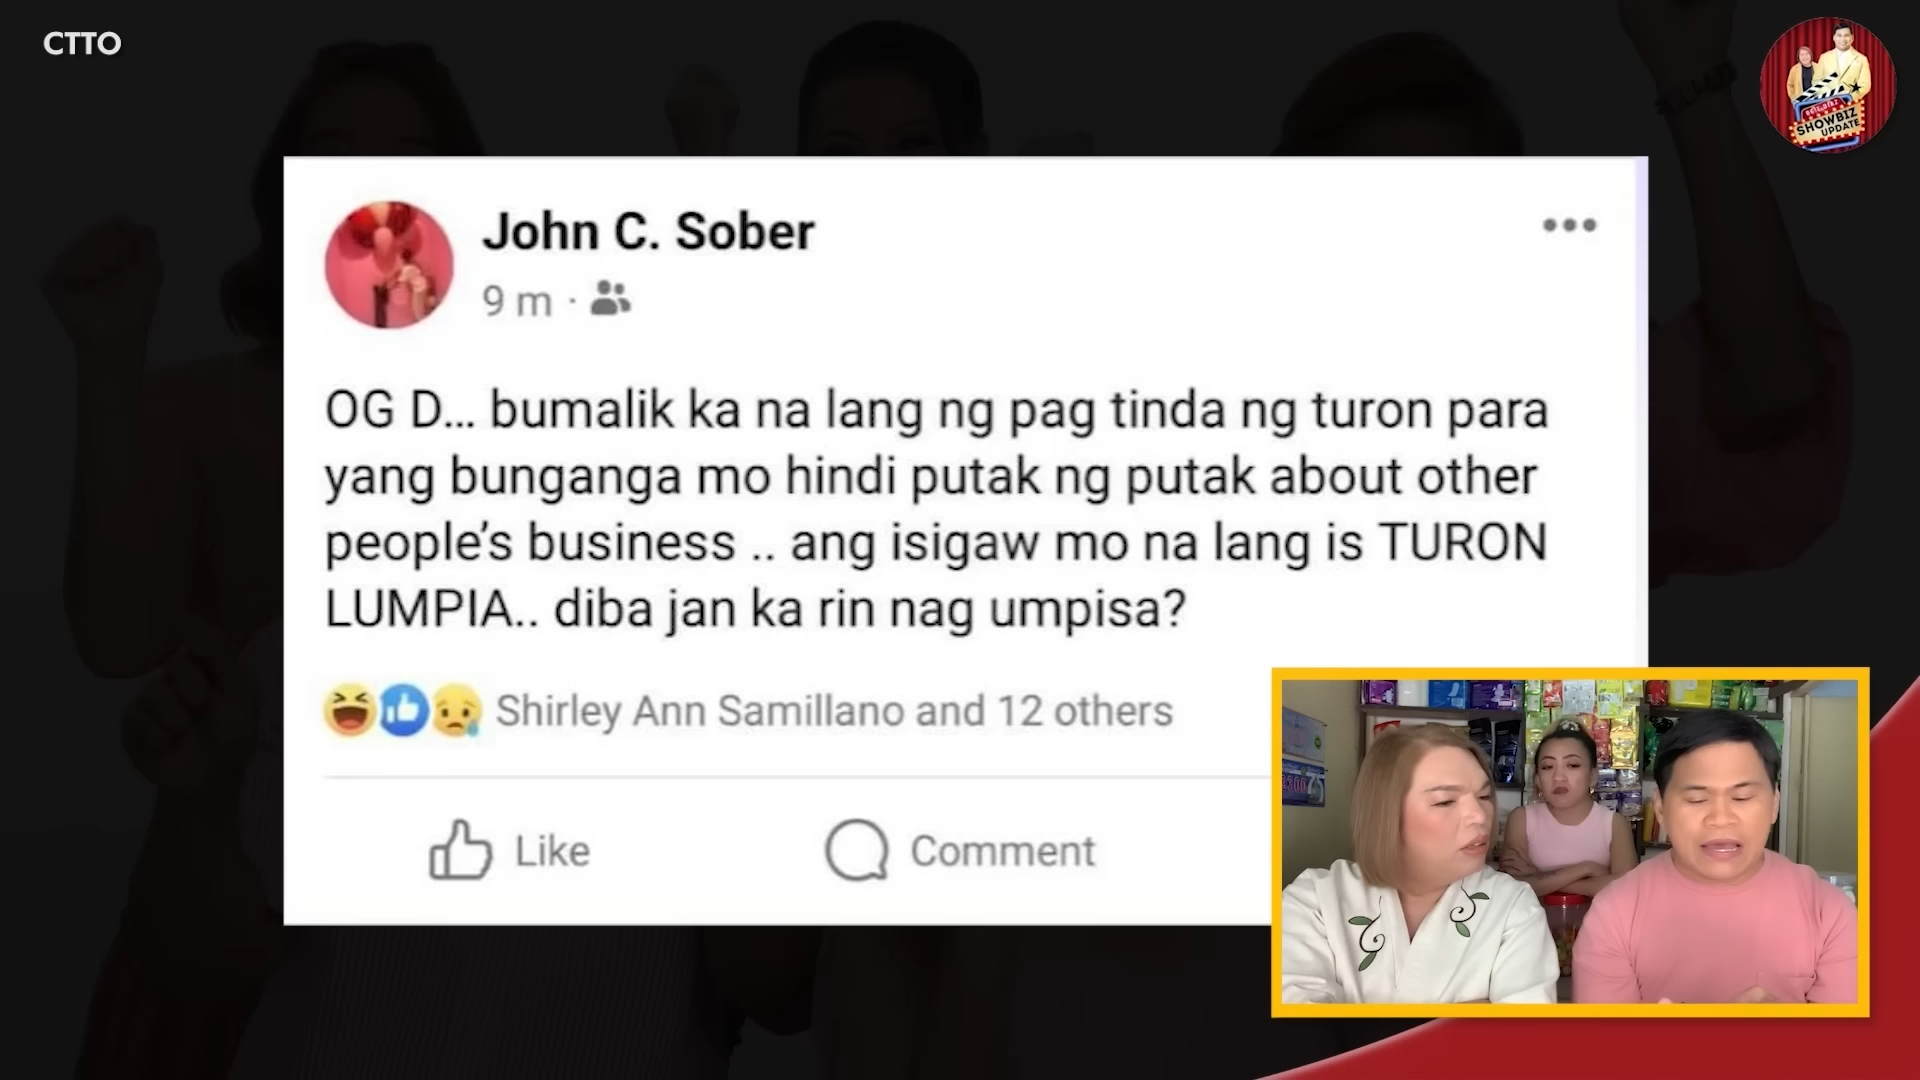 CTTO
SHOWBIZ
UPDATE
John C. Sober
9 m ·
OG D... bumalik ka na lang ng pag tinda ng turon para
yang bunganga mo hindi putak ng putak about other
people's business .. ang isigaw mo na lang is TURON
LUMPIA.. diba jan ka rin nag umpisa?
Shirley Ann Samillano and 12 others
Like
Comment